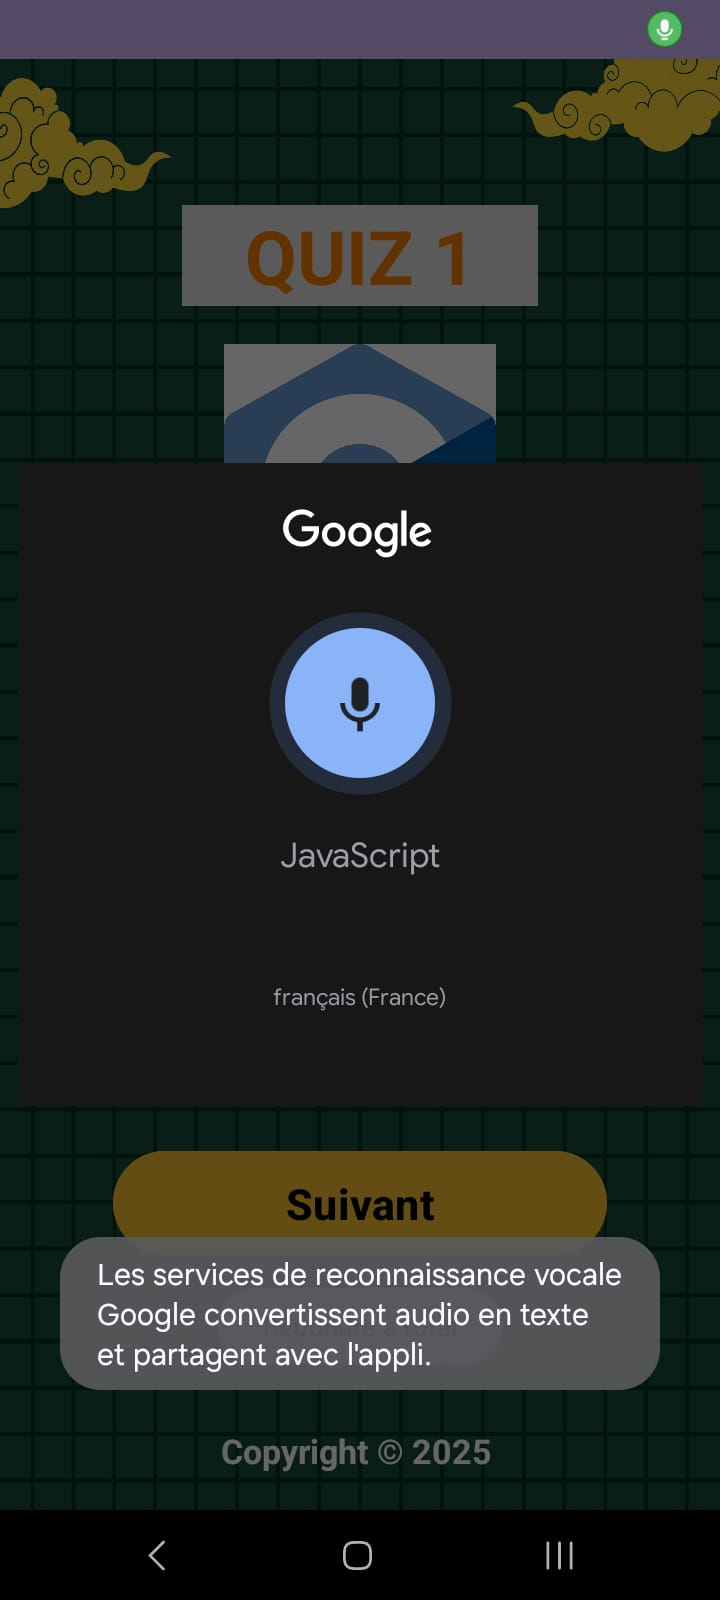 QUIZ 1
Google
JavaScript
français (France)
Suivant
Les services de reconnaissance vocale
Google convertissent audio en texte
et partagent avec l'appli.
Copyright © 2025